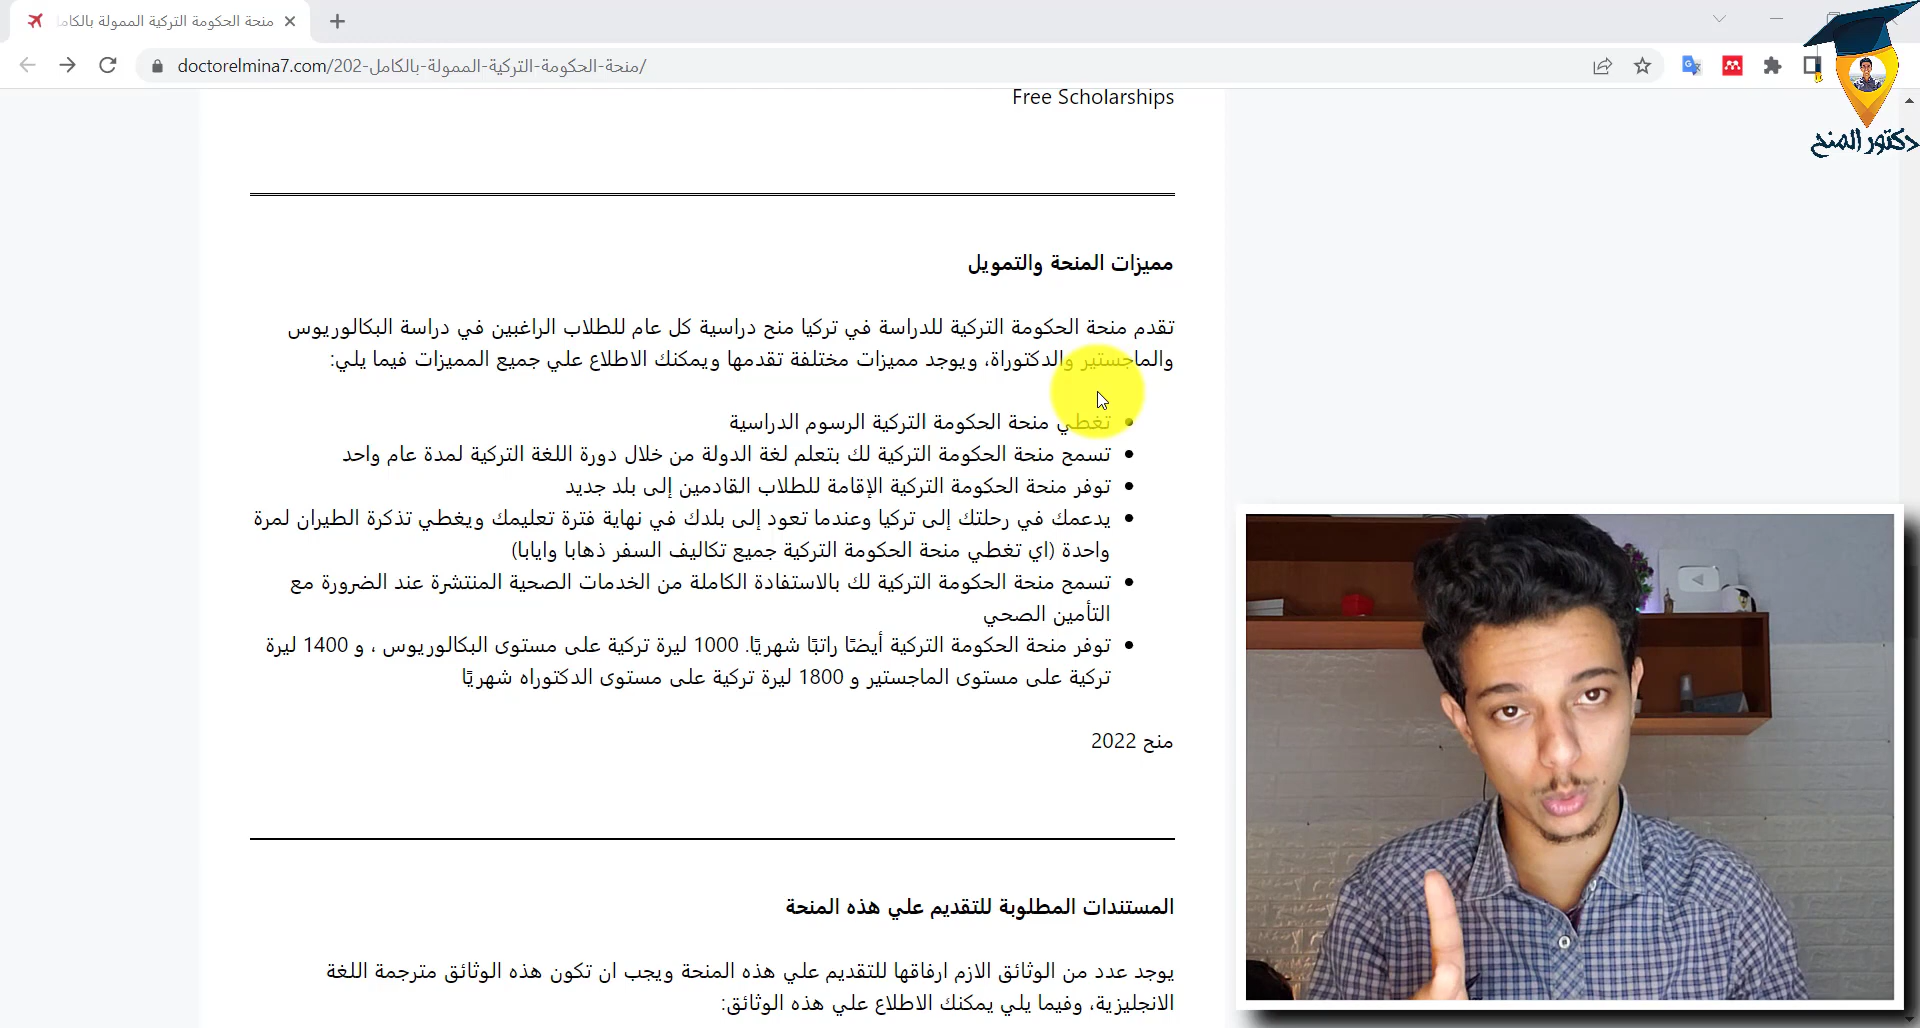 منحة الحكومة التركية الممولة بالكامل
doctorelmina7.com/202-منحة-الحكومة-التركية-الممولة-بالكامل/
دكتور المنح
Free Scholarships
مميزات المنحة والتمويل
تقدم منحة الحكومة التركية للدراسة في تركيا منح دراسية كل عام للطلاب الراغبين في دراسة البكالوريوس
والماجستير والدكتوراة، ويوجد مميزات مختلفة تقدمها ويمكنك الاطلاع علي جميع المميزات فيما يلي:
تغطي منحة الحكومة التركية الرسوم الدراسية
تسمح منحة الحكومة التركية لك بتعلم لغة الدولة من خلال دورة اللغة التركية لمدة عام واحد
توفر منحة الحكومة التركية الإقامة للطلاب القادمين إلى بلد جديد
يدعمك في رحلتك إلى تركيا وعندما تعود إلى بلدك في نهاية فترة تعليمك ويغطي تذكرة الطيران لمرة
واحدة (اي تغطي منحة الحكومة التركية جميع تكاليف السفر ذهابا وايابا)
تسمح منحة الحكومة التركية لك بالاستفادة الكاملة من الخدمات الصحية المنتشرة عند الضرورة مع
التأمين الصحي
توفر منحة الحكومة التركية أيضًا راتبًا شهريًا. 1000 ليرة تركية على مستوى البكالوريوس ، و 1400 ليرة
تركية على مستوى الماجستير و 1800 ليرة تركية على مستوى الدكتوراه شهريًا
منح 2022
المستندات المطلوبة للتقديم علي هذه المنحة
يوجد عدد من الوثائق الازم ارفاقها للتقديم علي هذه المنحة ويجب ان تكون هذه الوثائق مترجمة اللغة
الانجليزية، وفيما يلي يمكنك الاطلاع علي هذه الوثائق: